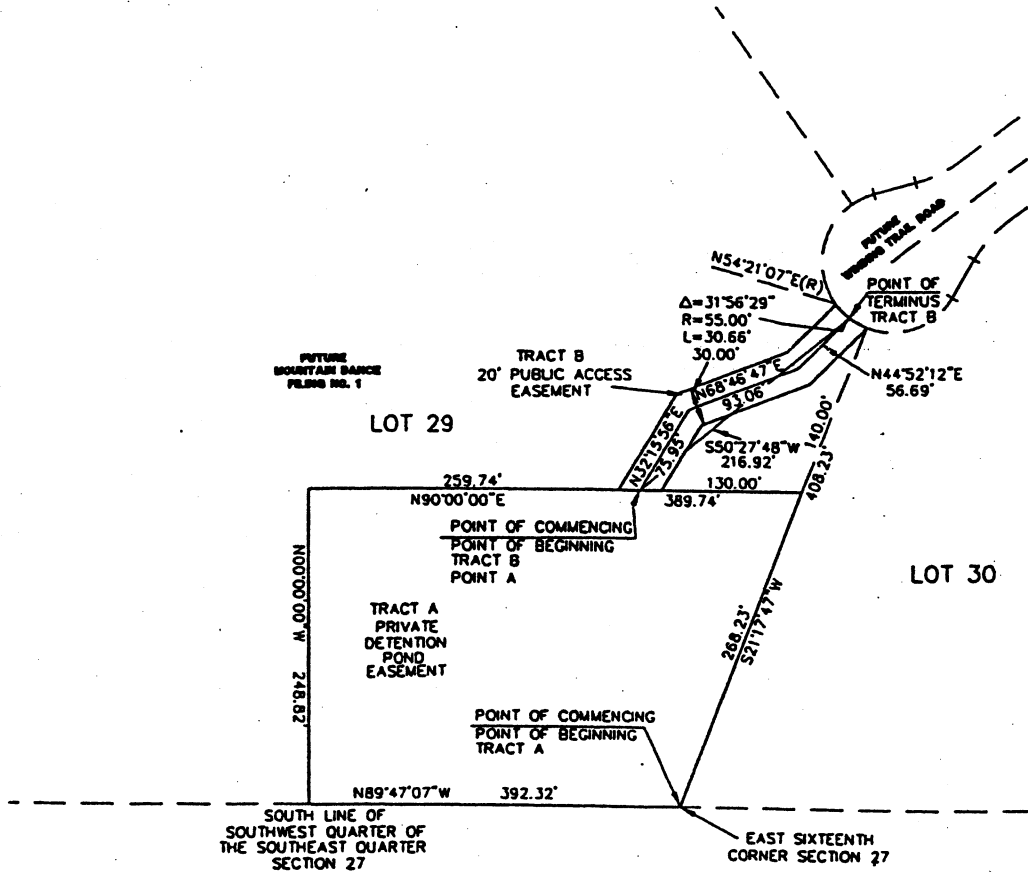 FUTURE
WINDING TRAIL ROAD
N54°21'07"E(R)
POINT OF
TERMINUS
TRACT B
Δ=31°56'29"
R=55.00'
L=30.66'
30.00'
FUTURE
MOUNTAIN DANCE
FILING NO. 1
TRACT B
20' PUBLIC ACCESS
EASEMENT
N68°46'47"E
93.06'
N44°52'12"E
56.69'
LOT 29
N32°15'56"E
75.95'
S50°27'48"W
216.92'
140.00'
408.23'
259.74'
N90°00'00"E
130.00'
389.74'
POINT OF COMMENCING
POINT OF BEGINNING
TRACT B
POINT A
LOT 30
N00°00'00"W 248.82'
TRACT A
PRIVATE
DETENTION
POND
EASEMENT
268.23'
S21°17'47"W
POINT OF COMMENCING
POINT OF BEGINNING
TRACT A
N89°47'07"W 392.32'
SOUTH LINE OF
SOUTHWEST QUARTER OF
THE SOUTHEAST QUARTER
SECTION 27
EAST SIXTEENTH
CORNER SECTION 27